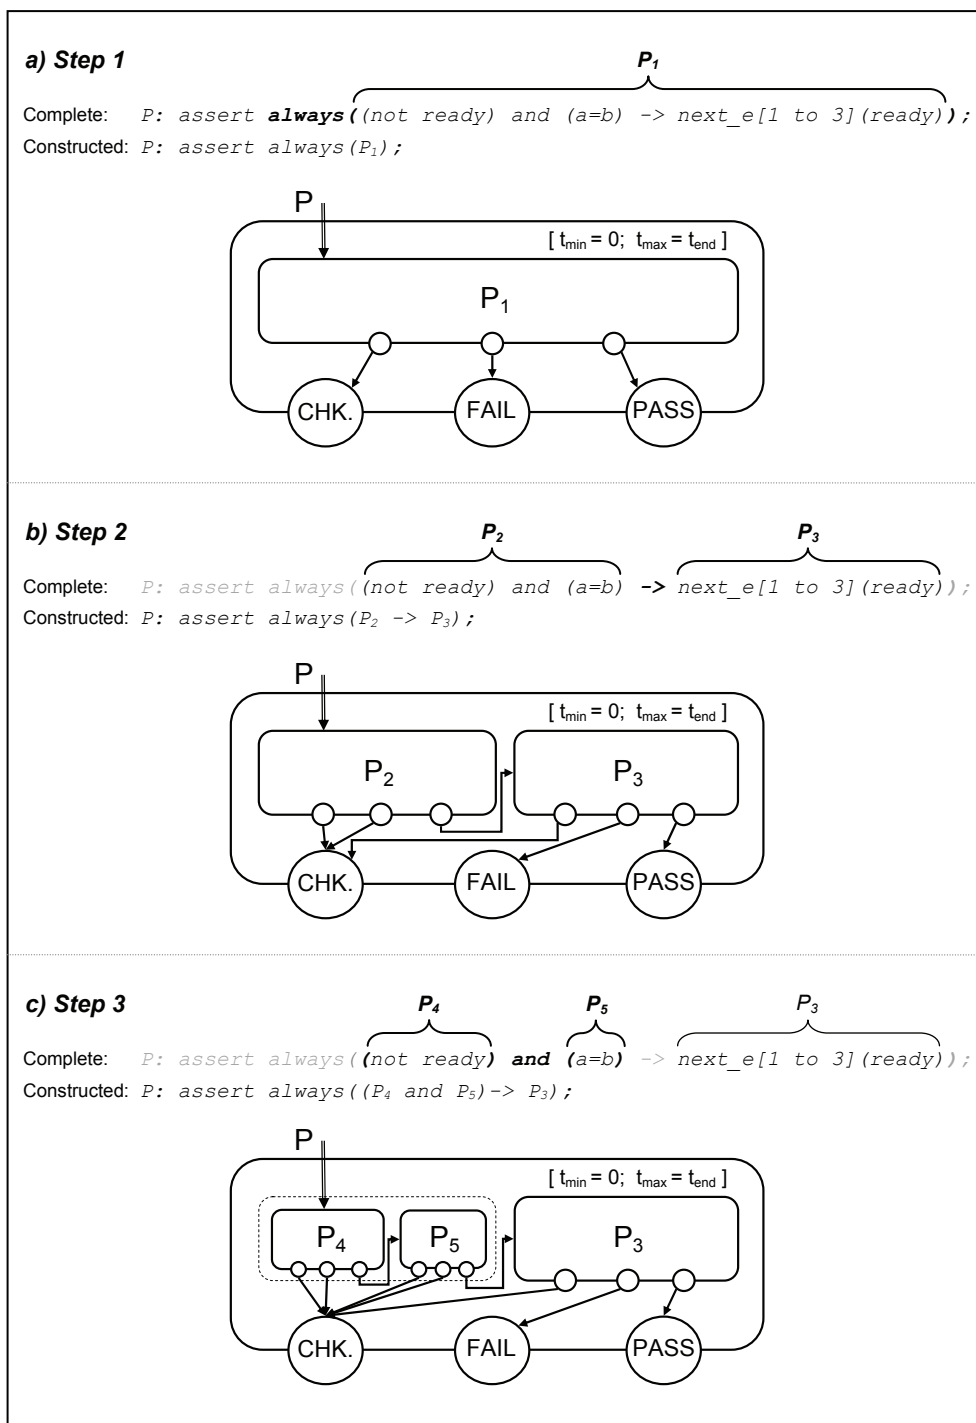 a) Step 1
P1
Complete: P: assert always((not ready) and (a=b) -> next_e[1 to 3](ready));
Constructed: P: assert always(P1);
P
[ tmin = 0; tmax = tend ]
P1
CHK. FAIL PASS
b) Step 2
P2 P3
Complete: P: assert always((not ready) and (a=b) -> next_e[1 to 3](ready));
Constructed: P: assert always(P2 -> P3);
P
[ tmin = 0; tmax = tend ]
P2 P3
CHK. FAIL PASS
c) Step 3
P4 P5 P3
Complete: P: assert always((not ready) and (a=b) -> next_e[1 to 3](ready));
Constructed: P: assert always((P4 and P5)-> P3);
P
[ tmin = 0; tmax = tend ]
P4 P5 P3
CHK. FAIL PASS